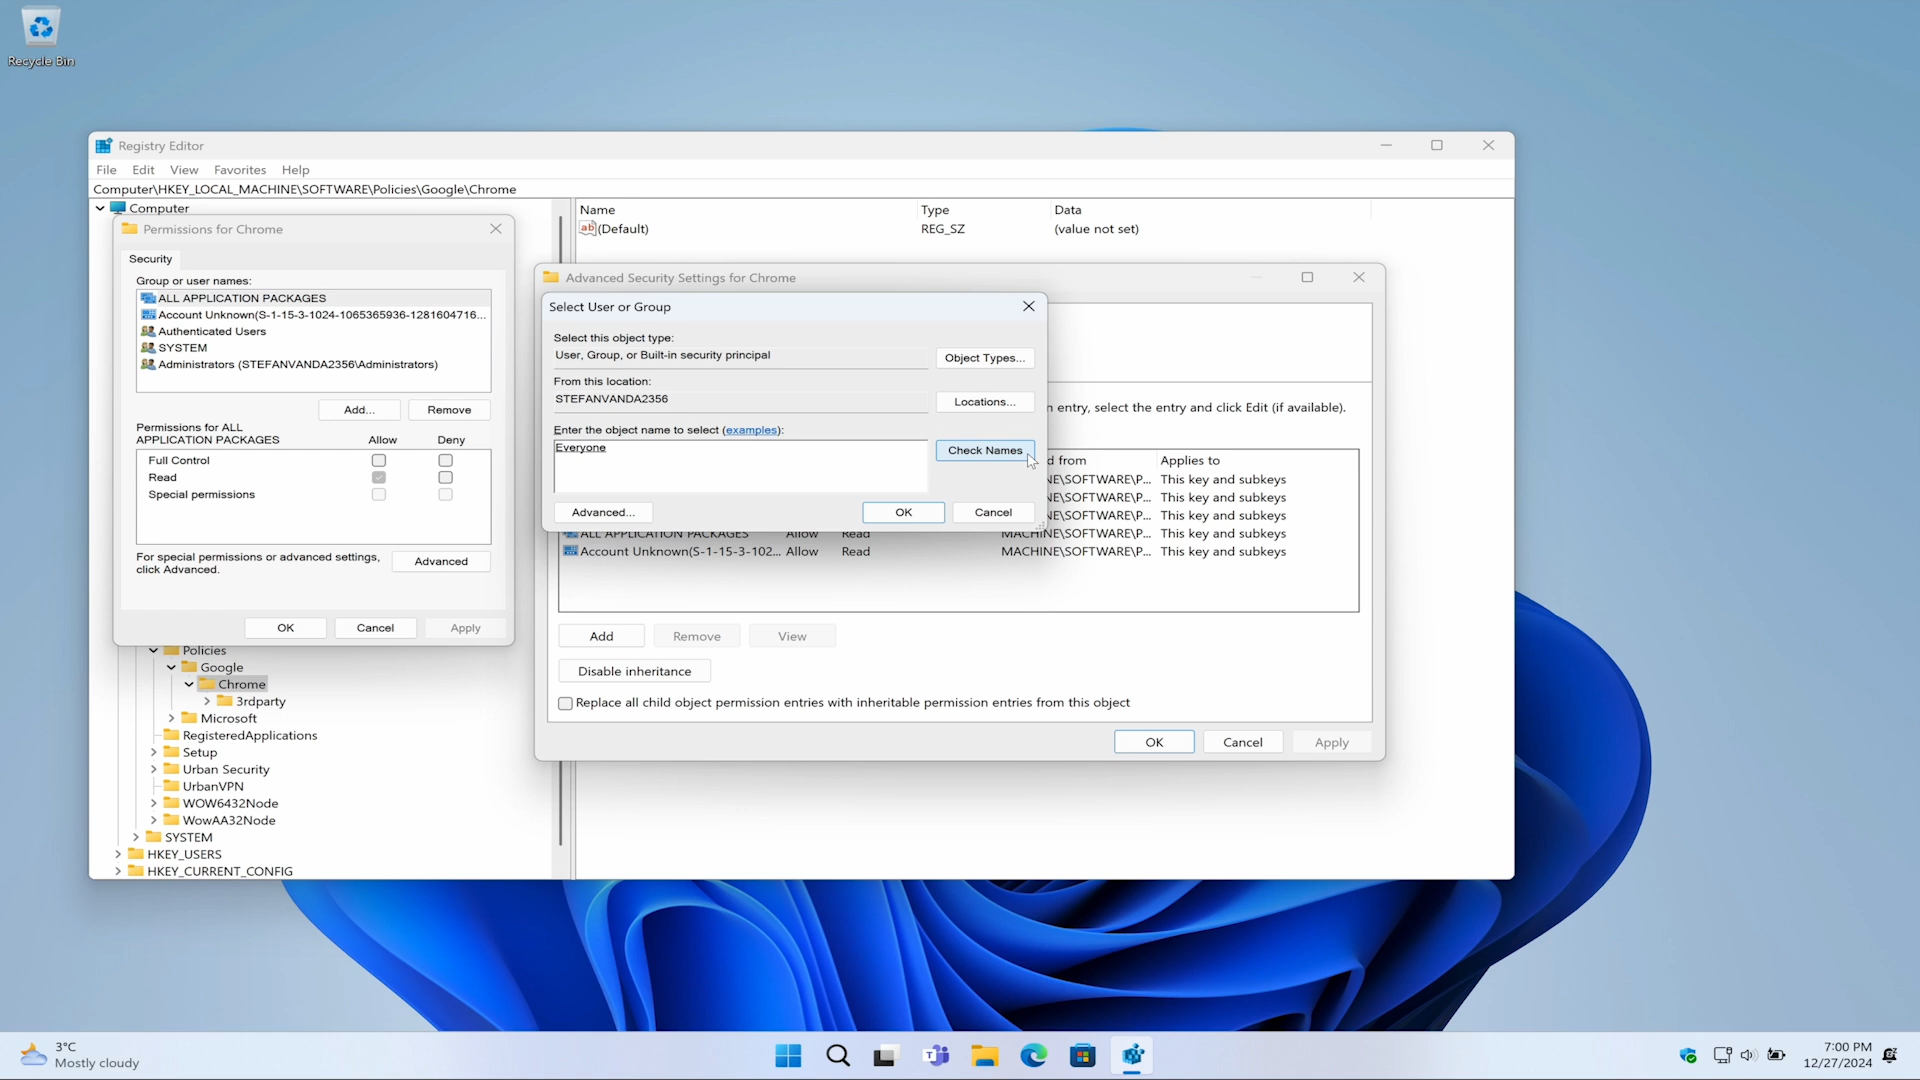 Recycle Bin
Registry Editor
File Edit View Favorites Help
Computer\HKEY_LOCAL_MACHINE\SOFTWARE\Policies\Google\Chrome
Computer
Name Type Data
(Default) REG_SZ (value not set)
Permissions for Chrome
Security
Group or user names:
ALL APPLICATION PACKAGES
Account Unknown(S-1-15-3-1024-1065365936-1281604716...
Authenticated Users
SYSTEM
Administrators (STEFANVANDA2356\Administrators)
Add... Remove
Permissions for ALL
APPLICATION PACKAGES Allow Deny
Full Control
Read
Special permissions
For special permissions or advanced settings,
click Advanced.
Advanced
OK Cancel Apply
Advanced Security Settings for Chrome
Select User or Group
Select this object type:
User, Group, or Built-in security principal
Object Types...
From this location:
STEFANVANDA2356
Locations...
Enter the object name to select (examples):
Everyone
Check Names
Advanced... OK Cancel
n entry, select the entry and click Edit (if available).
d from Applies to
NE\SOFTWARE\P... This key and subkeys
NE\SOFTWARE\P... This key and subkeys
NE\SOFTWARE\P... This key and subkeys
ALL APPLICATION PACKAGES Allow Read MACHINE\SOFTWARE\P... This key and subkeys
Account Unknown(S-1-15-3-102... Allow Read MACHINE\SOFTWARE\P... This key and subkeys
Add Remove View
Disable inheritance
Replace all child object permission entries with inheritable permission entries from this object
OK Cancel Apply
Policies
Google
Chrome
3rdparty
Microsoft
RegisteredApplications
Setup
Urban Security
UrbanVPN
WOW6432Node
WowAA32Node
SYSTEM
HKEY_USERS
HKEY_CURRENT_CONFIG
3°C
Mostly cloudy
7:00 PM
12/27/2024